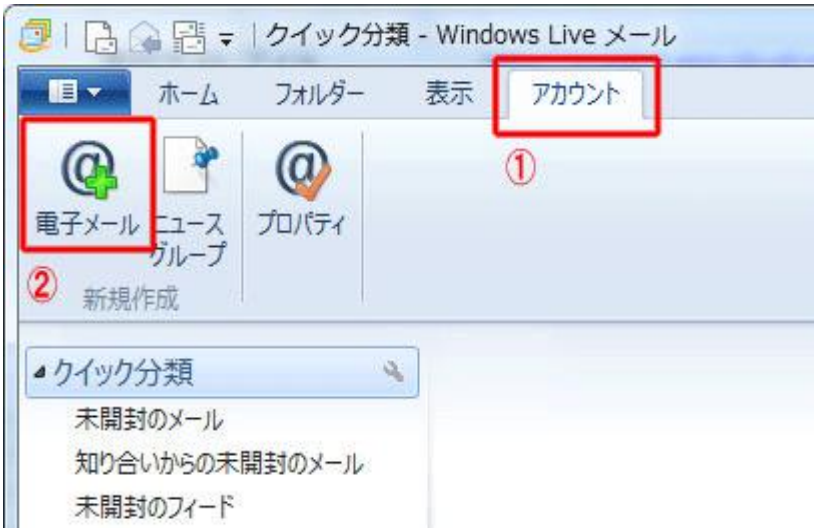 クイック分類 - Windows Live メール
ホーム フォルダー 表示 アカウント
①
電子メール ニュース グループ プロパティ
②
新規作成
クイック分類
未開封のメール
知り合いからの未開封のメール
未開封のフィード